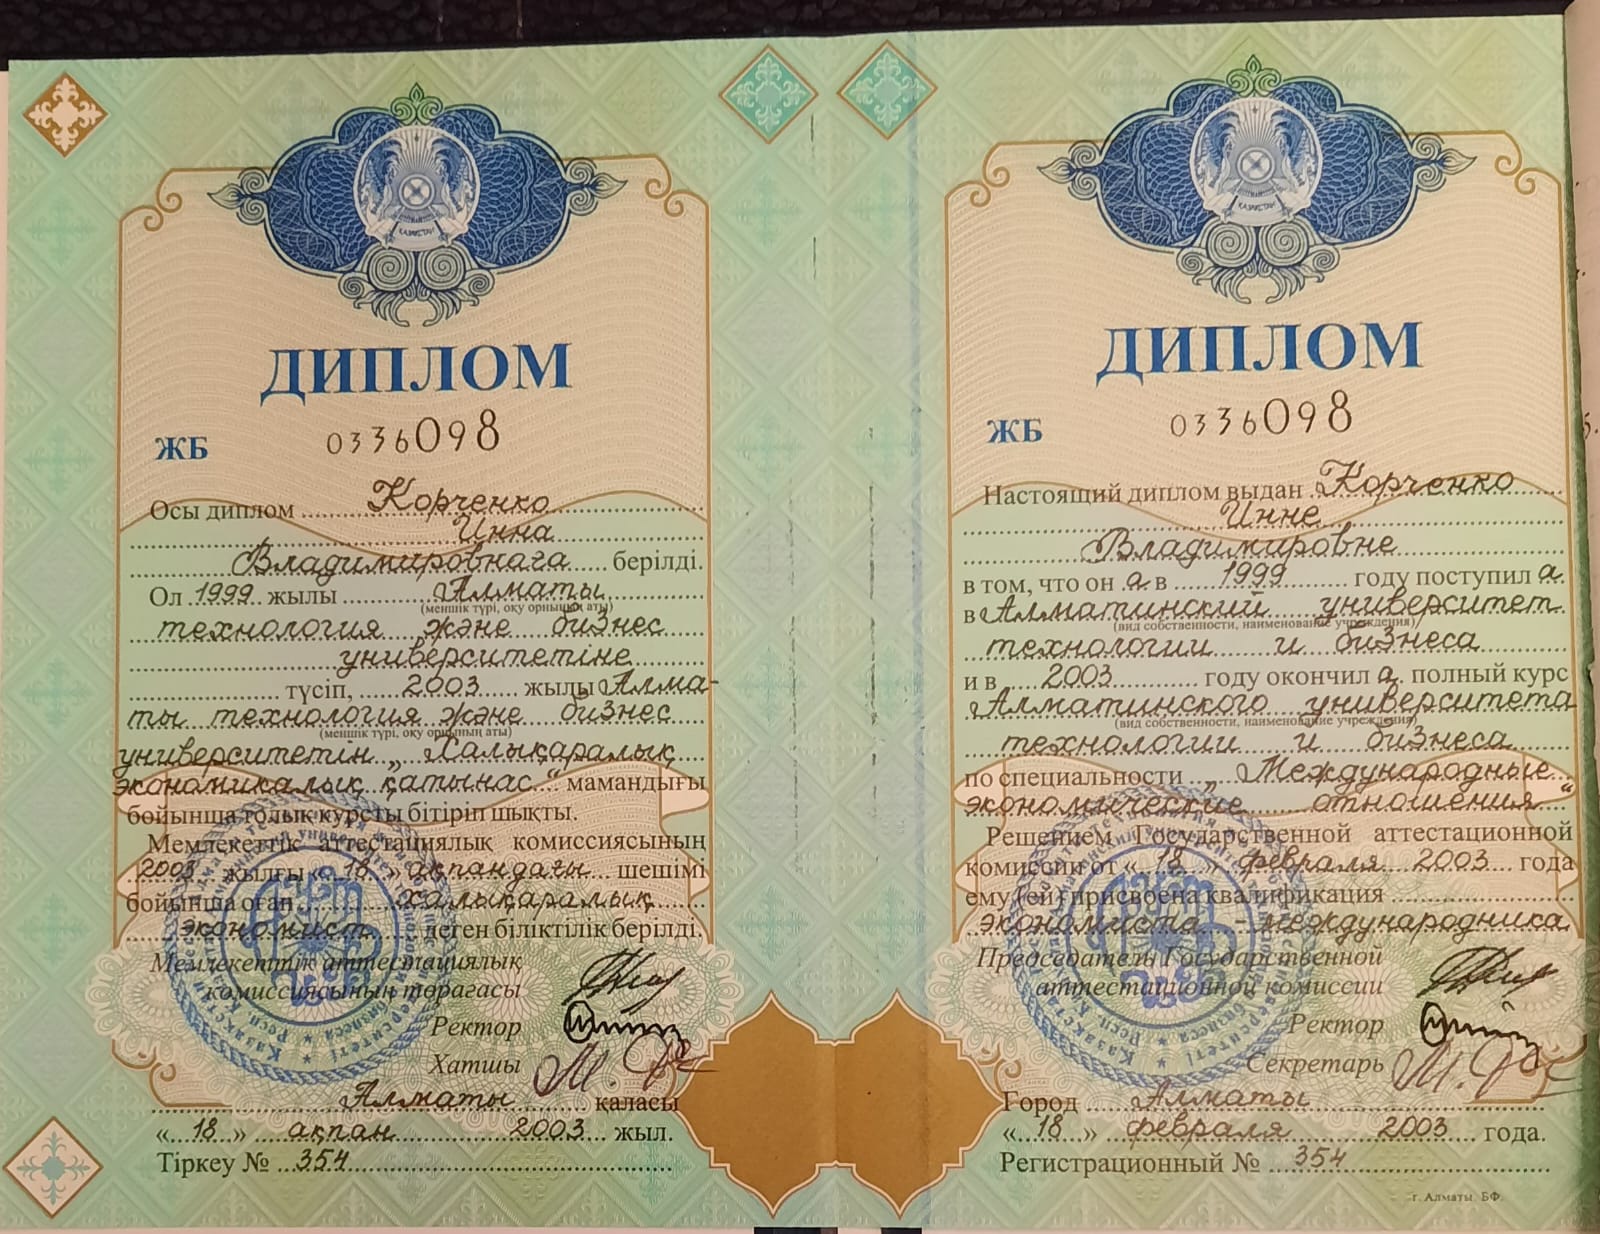 ҚАЗАҚСТАН
ДИПЛОМ
ЖБ 0336098
Осы диплом Корченко
Инна
Владимировнаға берілді.
Ол 1999 жылы Алматы
(меншік түрі, оқу орнының аты)
технология және бизнес
университетіне
түсіп, 2003 жылы Алма-
ты технология және бизнес
(меншік түрі, оқу орнының аты)
университетін „Халықаралық
экономикалық қатынас“ мамандығы
бойынша толық курсты бітіріп шықты.
Мемлекеттік аттестациялық комиссиясының
2003 жылғы «18» ақпандағы шешімі
бойынша оған халықаралық
экономист деген біліктілік берілді.
Мемлекеттік аттестациялық
комиссиясының төрағасы
Ректор
Хатшы
Алматы қаласы
«18» ақпан 2003 жыл.
Тіркеу № 354
ҚАЗАҚСТАН
ДИПЛОМ
ЖБ 0336098
Настоящий диплом выдан Корченко
Инне
Владимировне
в том, что он а в 1999 году поступил а
в Алматинский университет
(вид собственности, наименование учреждения)
технологии и бизнеса
и в 2003 году окончил а полный курс
Алматинского университета
(вид собственности, наименование учреждения)
технологии и бизнеса
по специальности „Международные
экономические отношения“
Решением Государственной аттестационной
комиссии от «18» февраля 2003 года
ему (ей) присвоена квалификация
экономиста - международника
Председатель Государственной
аттестационной комиссии
Ректор
Секретарь
Город Алматы
«18» февраля 2003 года.
Регистрационный № 354
г. Алматы. БФ.